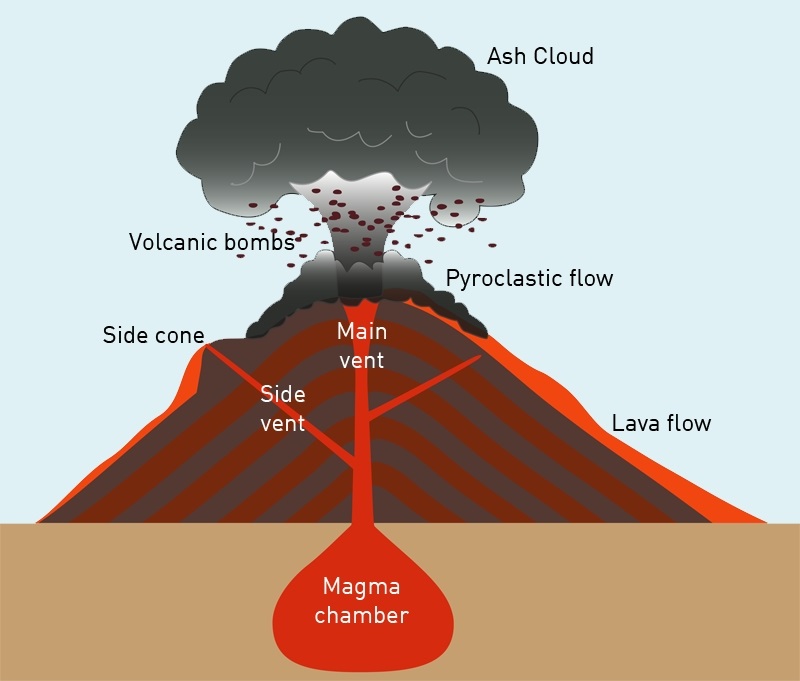 Ash Cloud
Volcanic bombs
Pyroclastic flow
Side cone
Main
vent
Side
vent
Lava flow
Magma
chamber